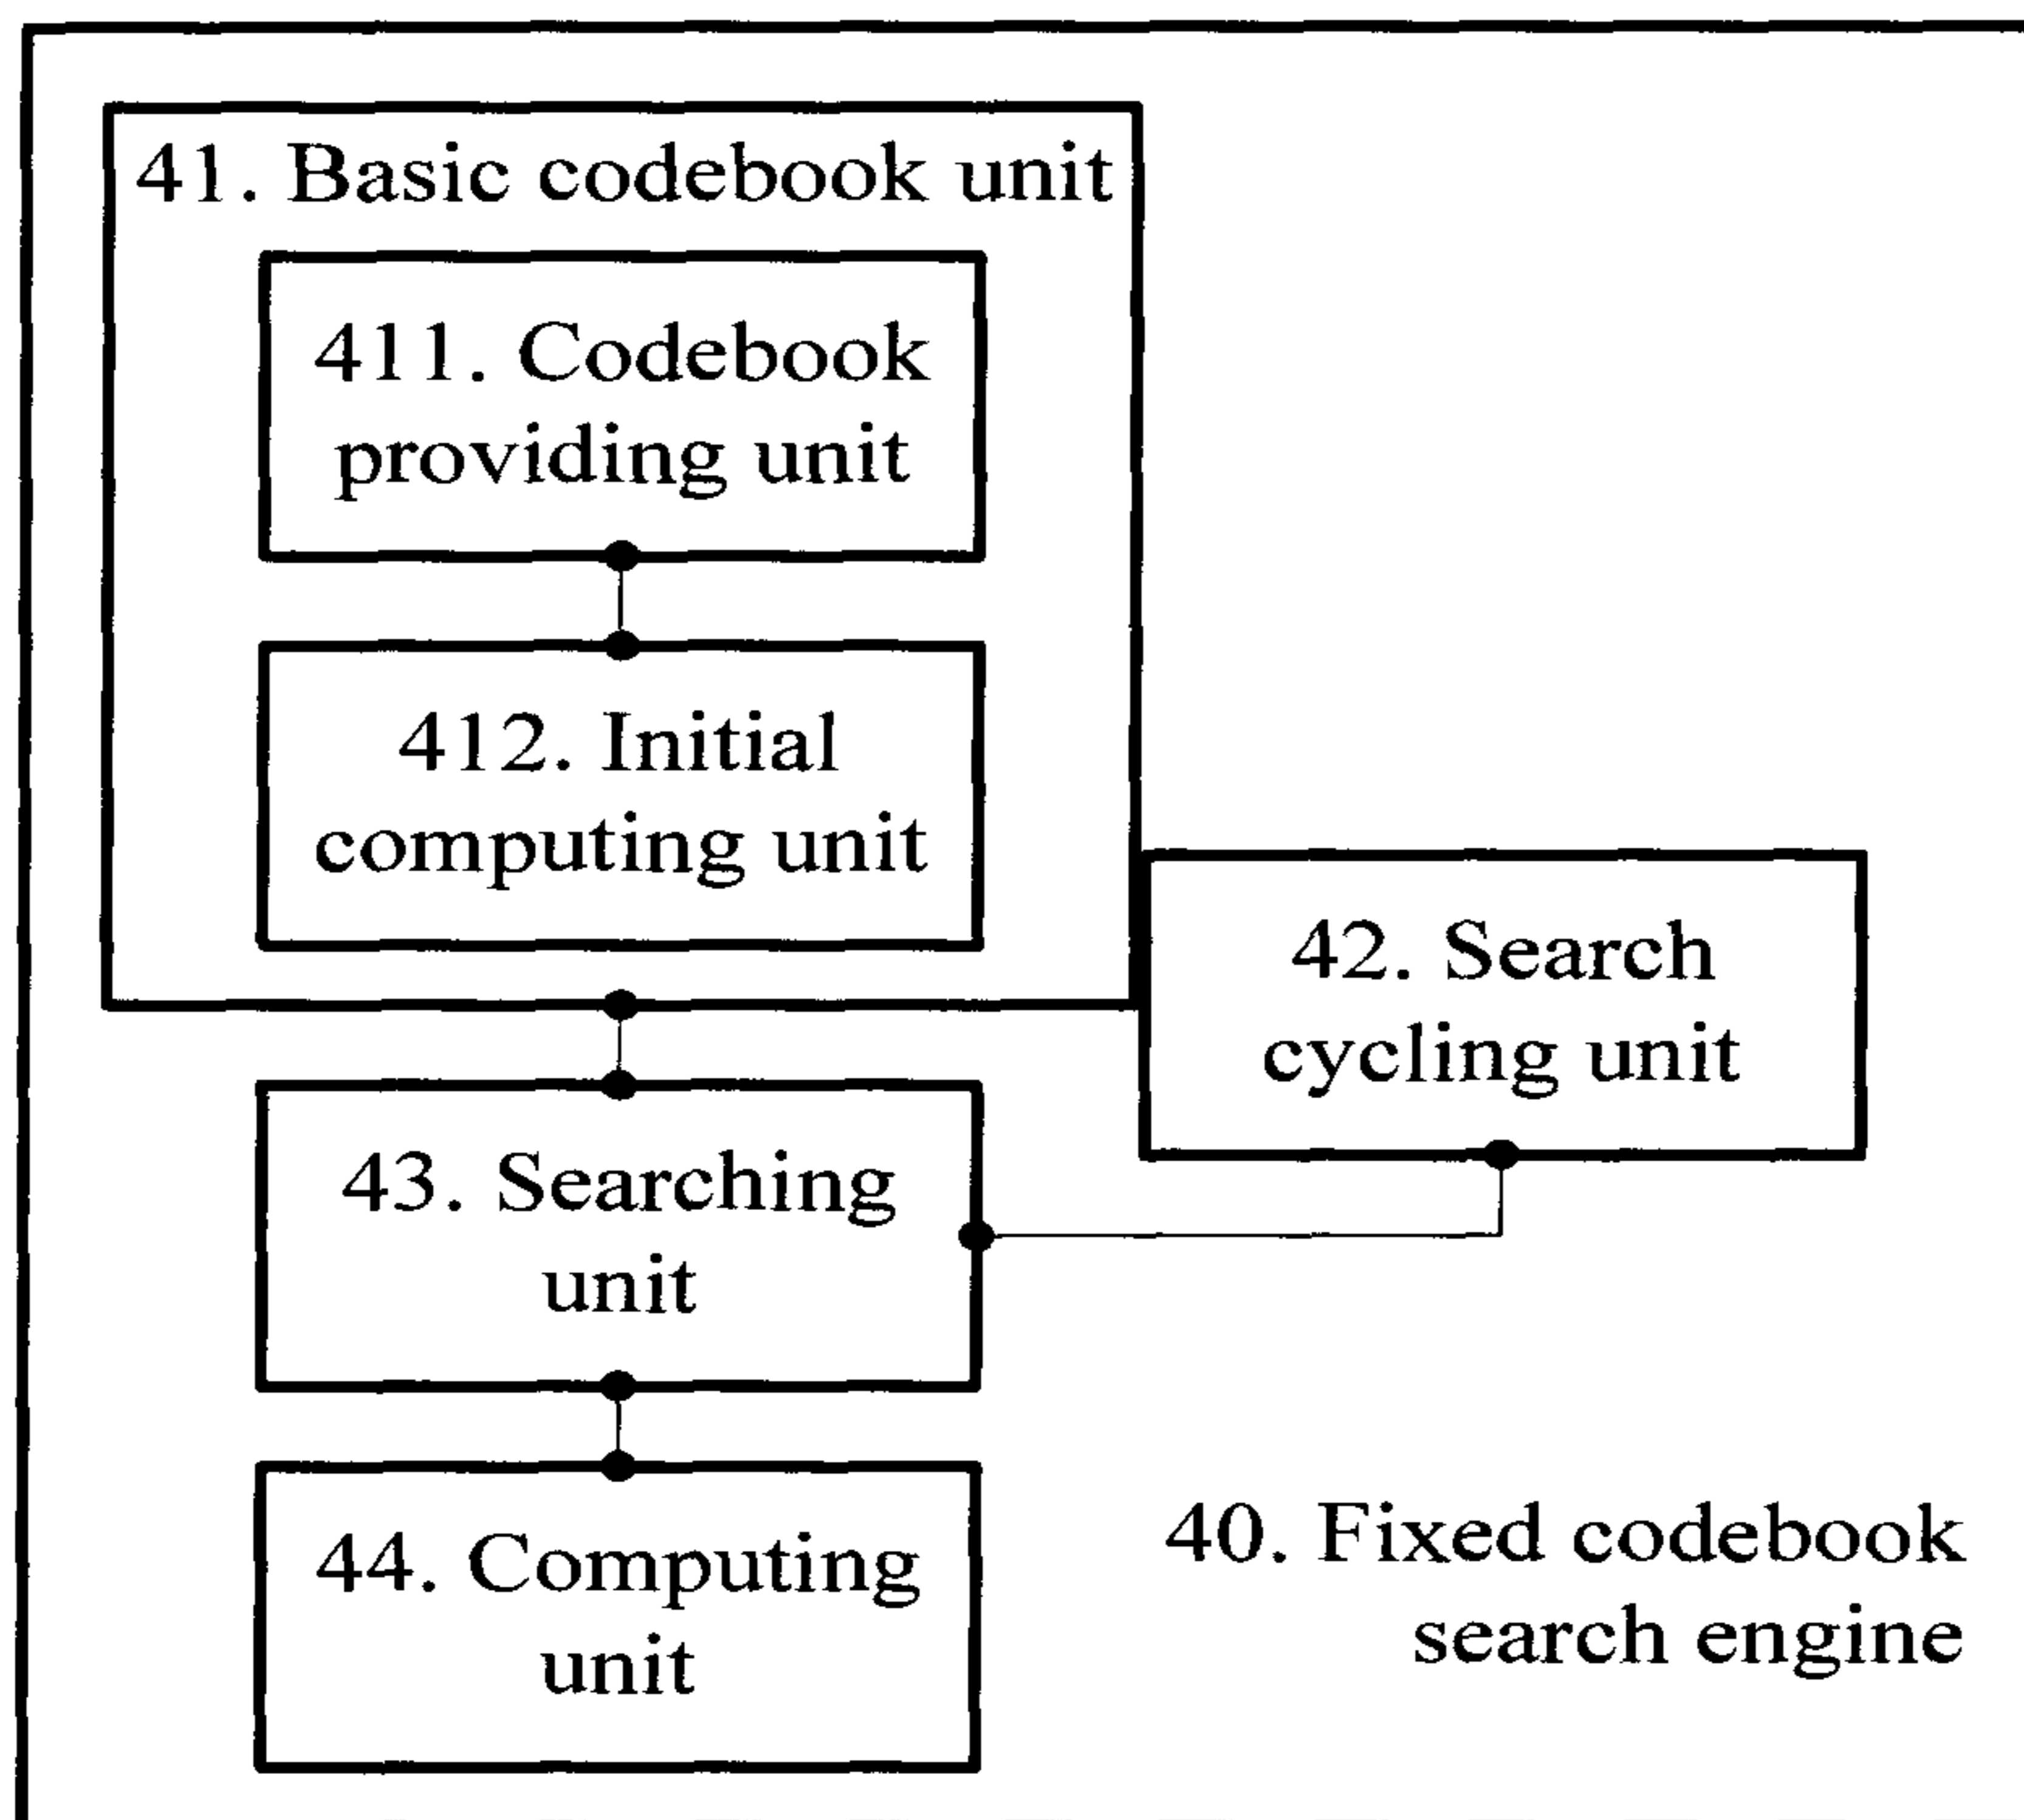 41. Basic codebook unit
411. Codebook
providing unit
412. Initial
computing unit
42. Search
cycling unit
43. Searching
unit
44. Computing
unit
40. Fixed codebook
search engine